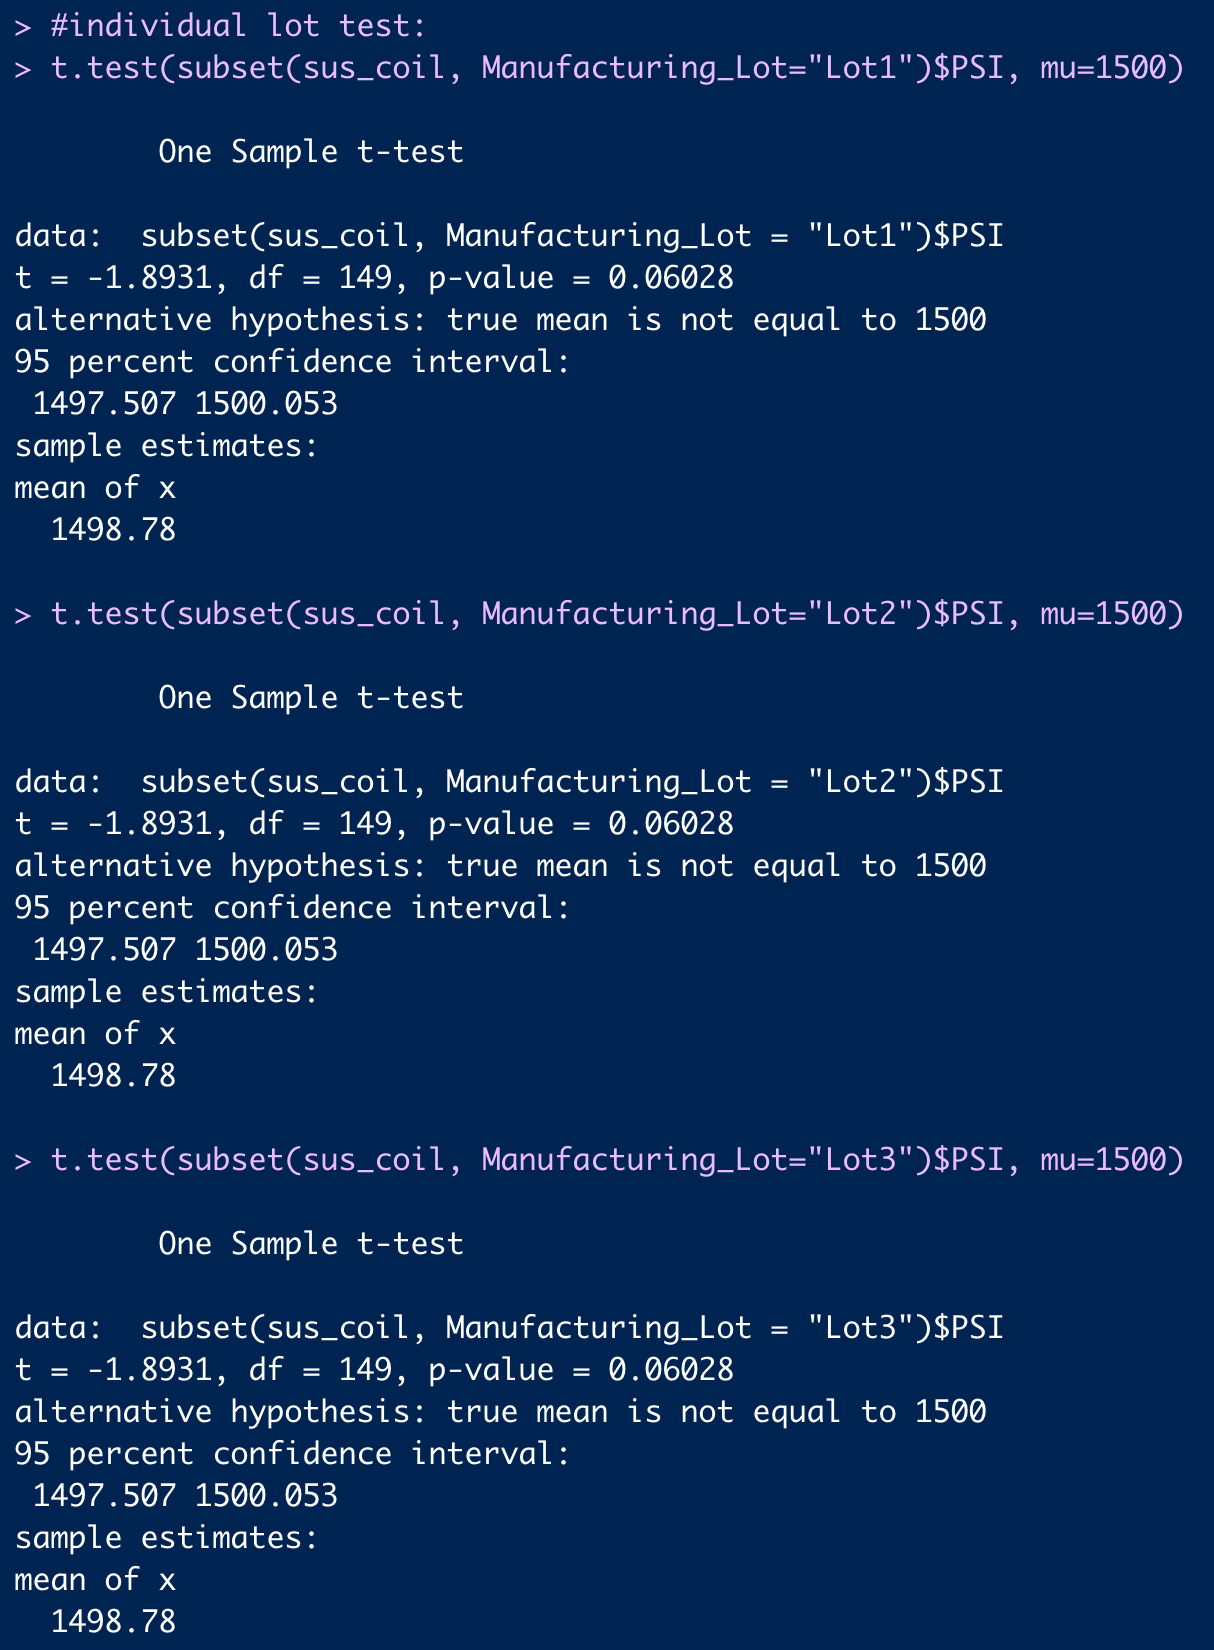 > #individual lot test:
> t.test(subset(sus_coil, Manufacturing_Lot="Lot1")$PSI, mu=1500)
One Sample t-test
data:  subset(sus_coil, Manufacturing_Lot = "Lot1")$PSI
t = -1.8931, df = 149, p-value = 0.06028
alternative hypothesis: true mean is not equal to 1500
95 percent confidence interval:
1497.507 1500.053
sample estimates:
mean of x
1498.78
> t.test(subset(sus_coil, Manufacturing_Lot="Lot2")$PSI, mu=1500)
One Sample t-test
data:  subset(sus_coil, Manufacturing_Lot = "Lot2")$PSI
t = -1.8931, df = 149, p-value = 0.06028
alternative hypothesis: true mean is not equal to 1500
95 percent confidence interval:
1497.507 1500.053
sample estimates:
mean of x
1498.78
> t.test(subset(sus_coil, Manufacturing_Lot="Lot3")$PSI, mu=1500)
One Sample t-test
data:  subset(sus_coil, Manufacturing_Lot = "Lot3")$PSI
t = -1.8931, df = 149, p-value = 0.06028
alternative hypothesis: true mean is not equal to 1500
95 percent confidence interval:
1497.507 1500.053
sample estimates:
mean of x
1498.78